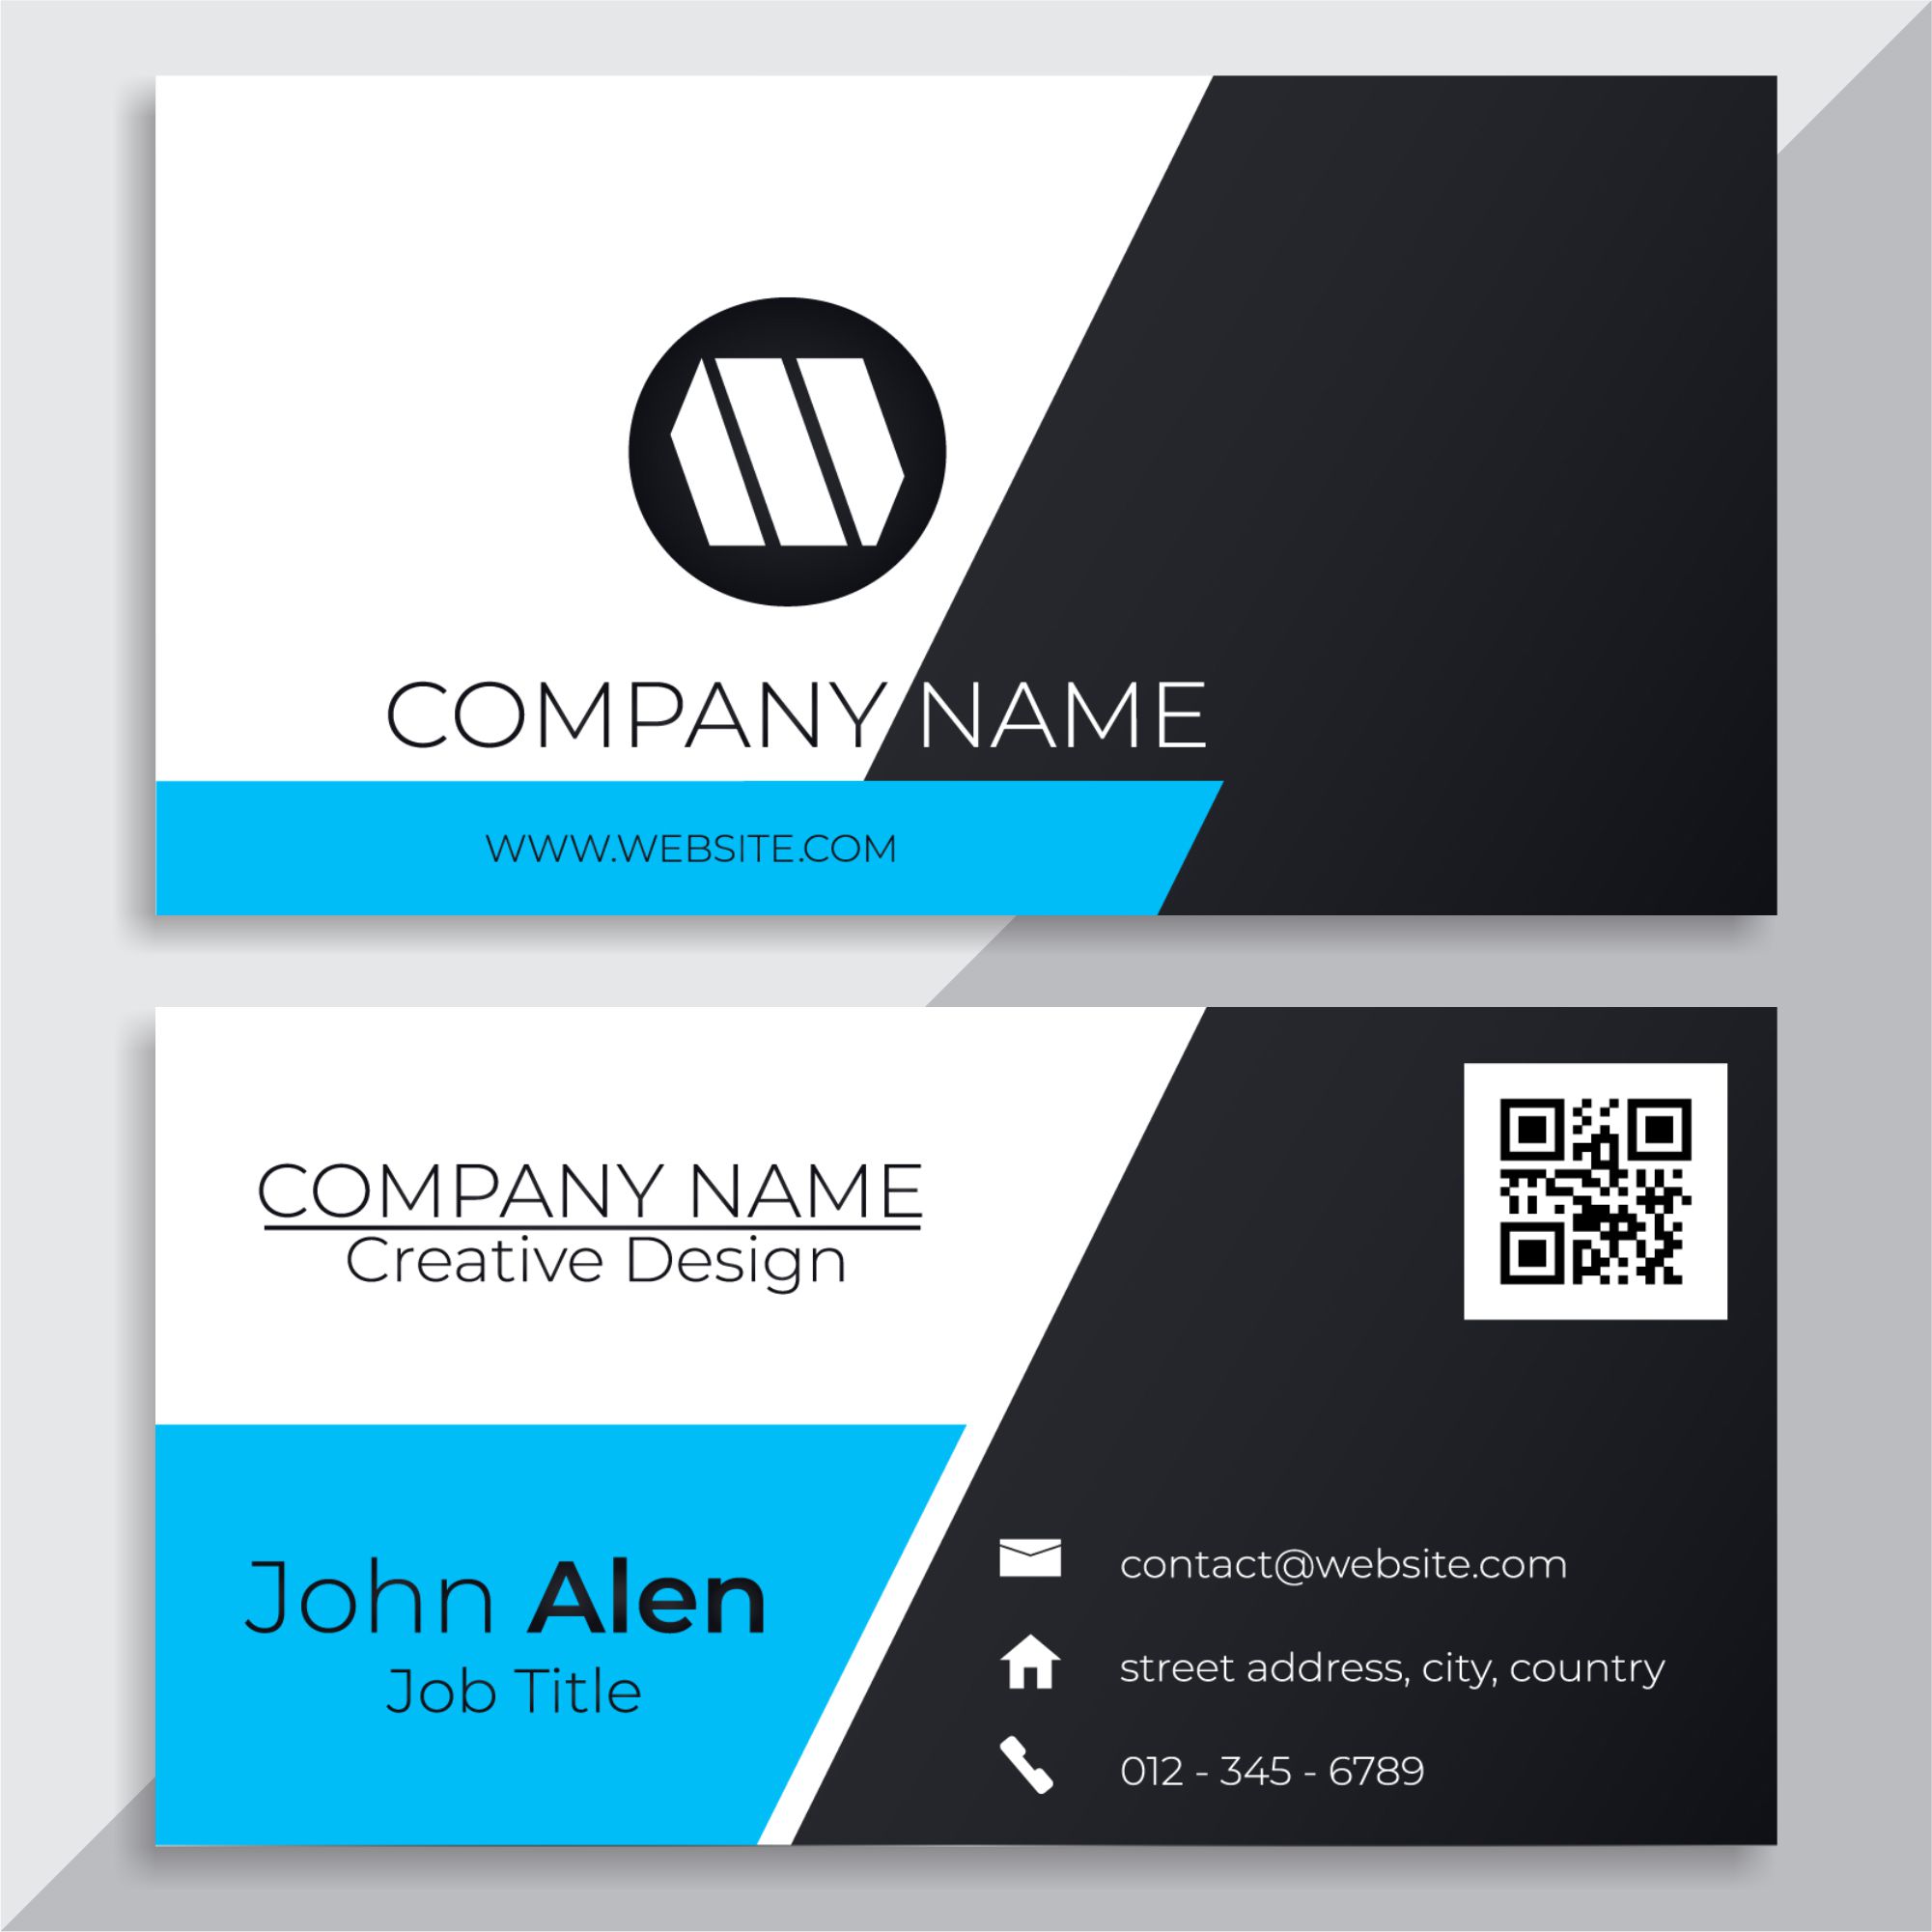 COMPANY NAME
WWW.WEBSITE.COM
COMPANY NAME
Creative Design
John Alen
Job Title
contact@website.com
street address, city, country
012 - 345 - 6789